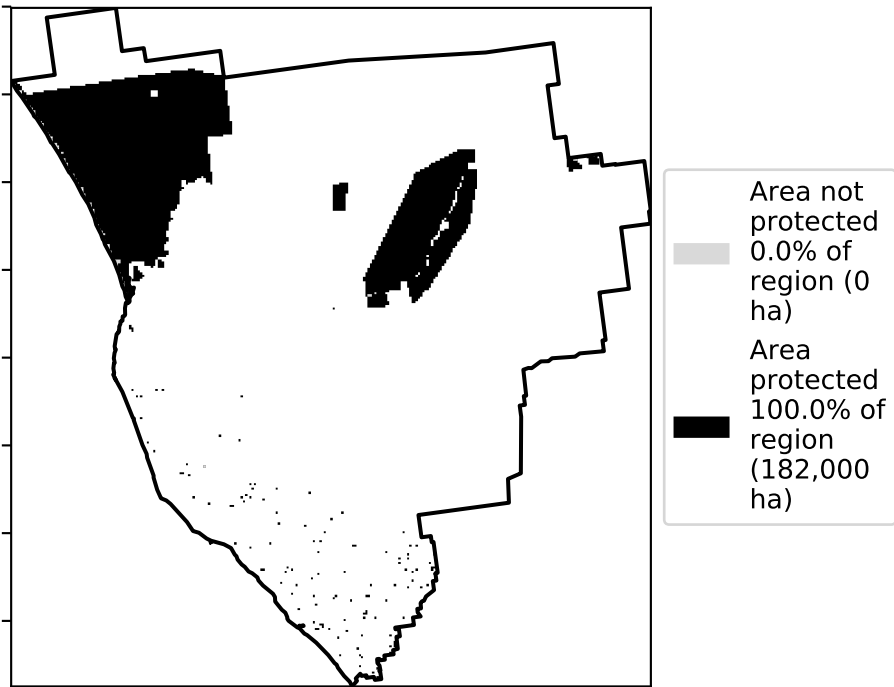 Area not
protected
0.0% of
region (0
ha)
Area
protected
100.0% of
region
(182,000
ha)